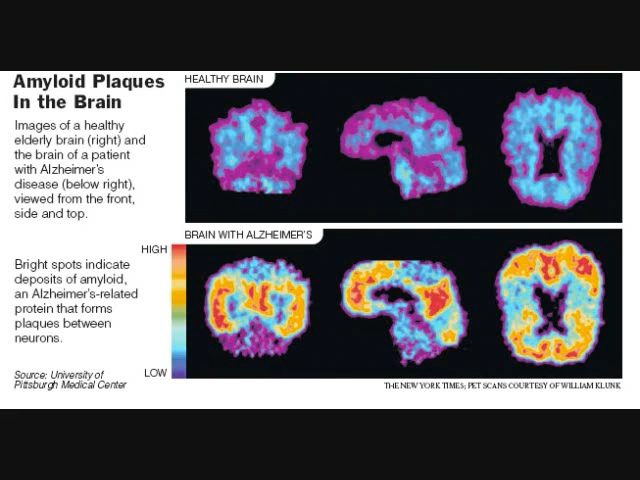 Amyloid Plaques
In the Brain
Images of a healthy
elderly brain (right) and
the brain of a patient
with Alzheimer's
disease (below right),
viewed from the front,
side and top.
HEALTHY BRAIN
BRAIN WITH ALZHEIMER'S
HIGH
Bright spots indicate
deposits of amyloid,
an Alzheimer's-related
protein that forms
plaques between
neurons.
LOW
Source: University of
Pittsburgh Medical Center
THE NEW YORK TIMES; PET SCANS COURTESY OF WILLIAM KLUNK